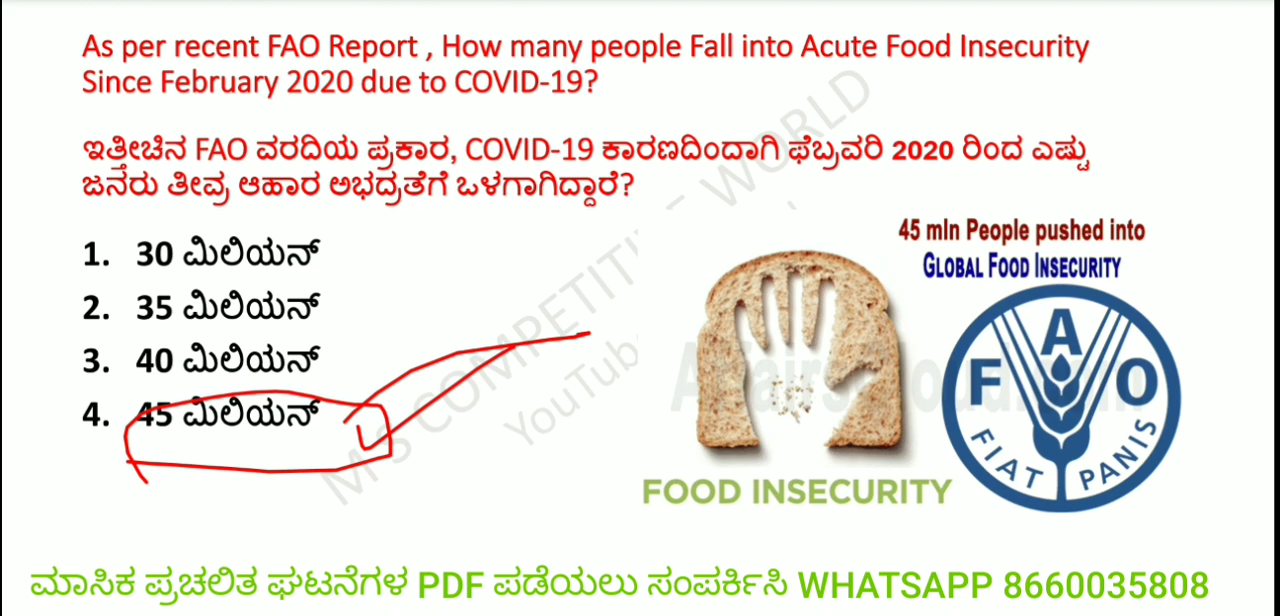 As per recent FAO Report , How many people Fall into Acute Food Insecurity
Since February 2020 due to COVID-19?
ಇತ್ತೀಚಿನ FAO ವರದಿಯ ಪ್ರಕಾರ, COVID-19 ಕಾರಣದಿಂದಾಗಿ ಫೆಬ್ರವರಿ 2020 ರಿಂದ ಎಷ್ಟು
ಜನರು ತೀವ್ರ ಆಹಾರ ಅಭದ್ರತೆಗೆ ಒಳಗಾಗಿದ್ದಾರೆ?
1. 30 ಮಿಲಿಯನ್
2. 35 ಮಿಲಿಯನ್
3. 40 ಮಿಲಿಯನ್
4. 45 ಮಿಲಿಯನ್
45 mln People pushed into
GLOBAL FOOD INSECURITY
FAO
FIAT PANIS
FOOD INSECURITY
ಮಾಸಿಕ ಪ್ರಚಲಿತ ಘಟನೆಗಳ PDF ಪಡೆಯಲು ಸಂಪರ್ಕಿಸಿ WHATSAPP 8660035808